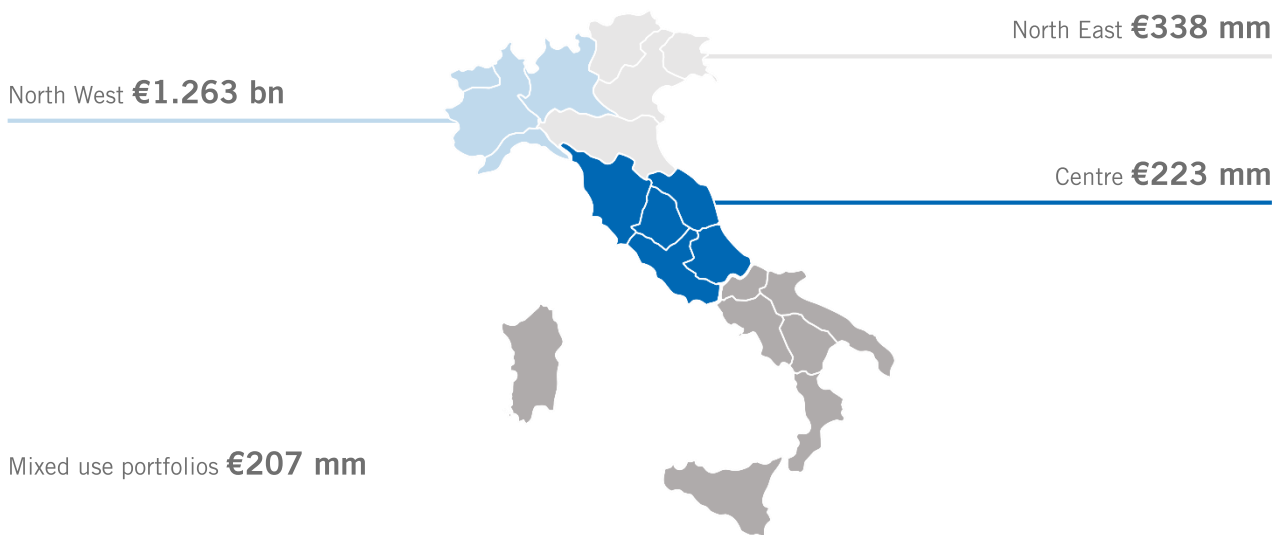 North East €338 mm
North West €1.263 bn
Centre €223 mm
Mixed use portfolios €207 mm